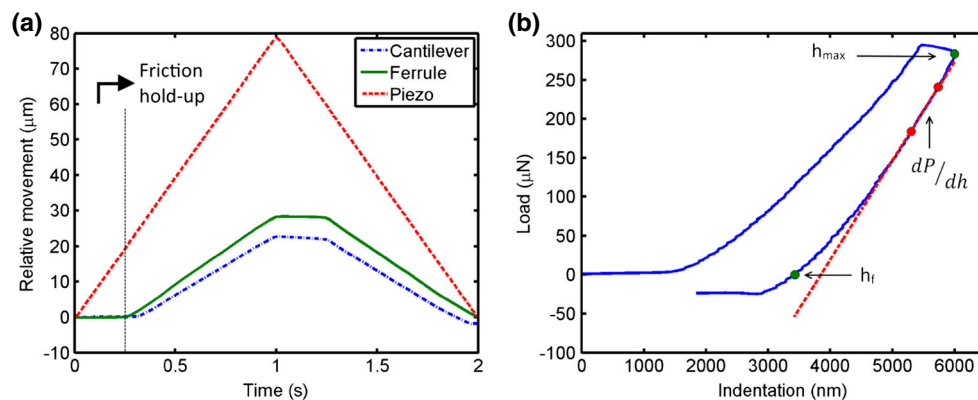 (a)
80
70
60
50
40
30
20
10
0
-10
Relative movement (μm)
0
0.5
1
1.5
2
Time (s)
Friction
hold-up
Cantilever
Ferrule
Piezo
(b)
300
250
200
150
100
50
0
-50
-100
Load (μN)
0
1000
2000
3000
4000
5000
6000
Indentation (nm)
hmax
dP/dh
hf